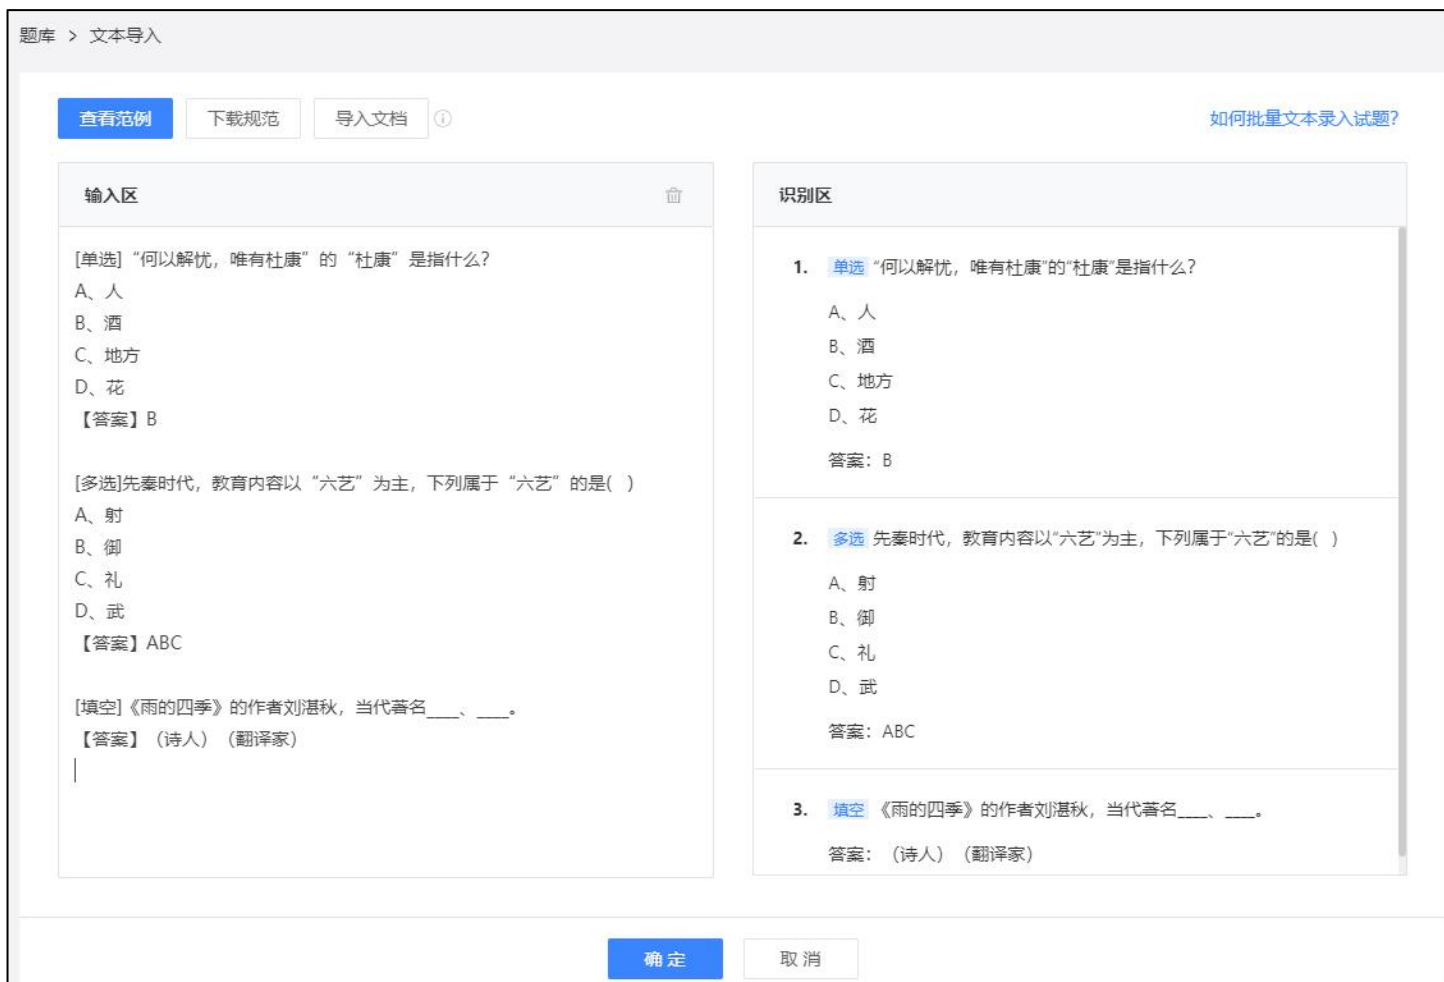 题库 > 文本导入
查看范例 下载规范 导入文档 如何批量文本录入试题?
输入区
[单选]“何以解忧，唯有杜康”的“杜康”是指什么?
A、人
B、酒
C、地方
D、花
【答案】B
[多选]先秦时代，教育内容以“六艺”为主，下列属于“六艺”的是( )
A、射
B、御
C、礼
D、武
【答案】ABC
[填空]《雨的四季》的作者刘湛秋，当代著名____、____。
【答案】（诗人）（翻译家）
识别区
1. 单选 “何以解忧，唯有杜康”的“杜康”是指什么?
A、人
B、酒
C、地方
D、花
答案：B
2. 多选 先秦时代，教育内容以“六艺”为主，下列属于“六艺”的是( )
A、射
B、御
C、礼
D、武
答案：ABC
3. 填空 《雨的四季》的作者刘湛秋，当代著名____、____。
答案：（诗人）（翻译家）
确定 取消